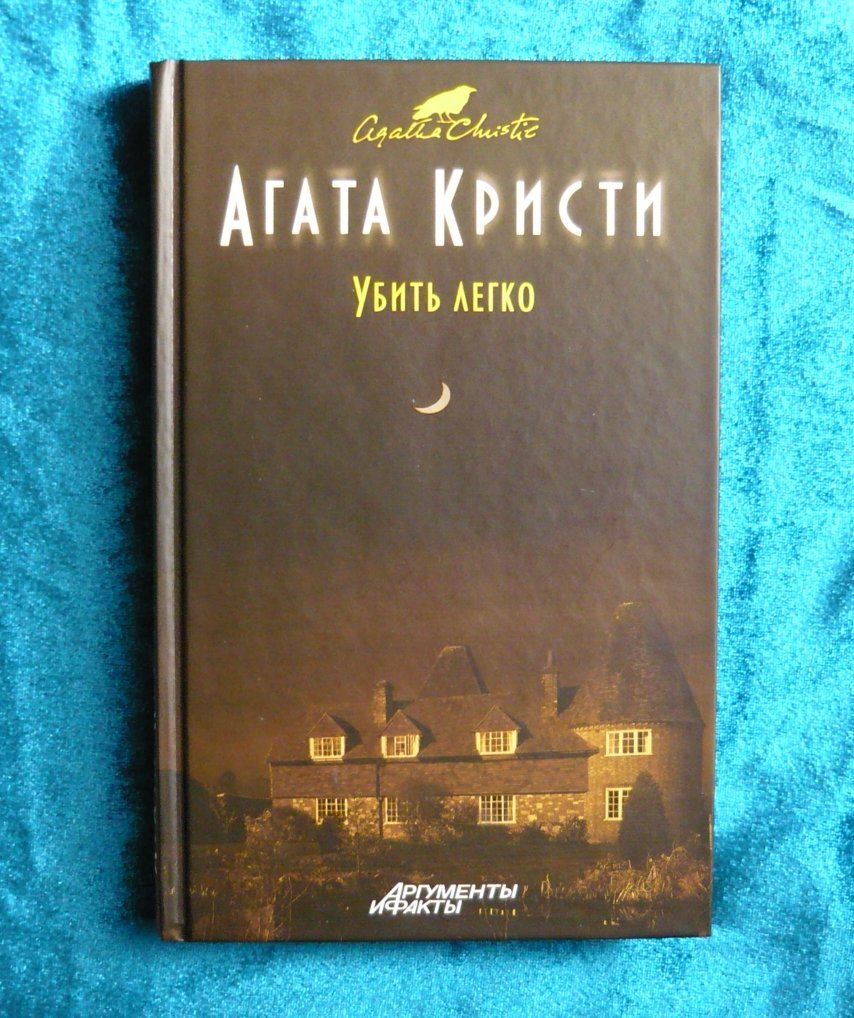 Agatha Christie
АГАТА КРИСТИ
УБИТЬ ЛЕГКО
АРГУМЕНТЫ
И ФАКТЫ